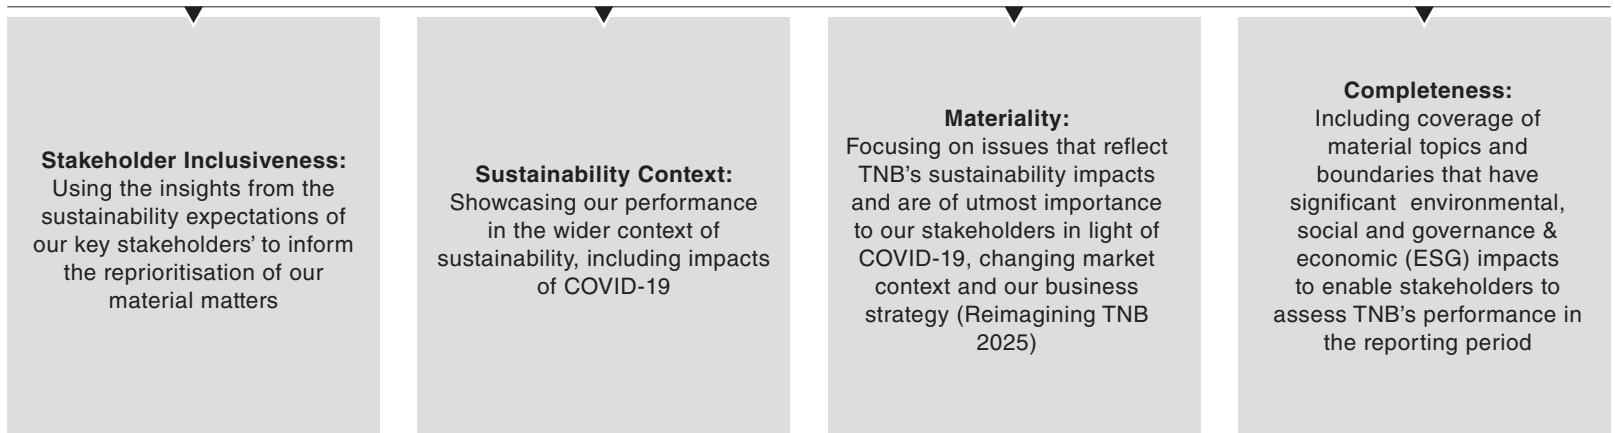 Stakeholder Inclusiveness:
Using the insights from the
sustainability expectations of
our key stakeholders’ to inform
the reprioritisation of our
material matters
Sustainability Context:
Showcasing our performance
in the wider context of
sustainability, including impacts
of COVID-19
Materiality:
Focusing on issues that reflect
TNB’s sustainability impacts
and are of utmost importance
to our stakeholders in light of
COVID-19, changing market
context and our business
strategy (Reimagining TNB
2025)
Completeness:
Including coverage of
material topics and
boundaries that have
significant  environmental,
social and governance &
economic (ESG) impacts
to enable stakeholders to
assess TNB’s performance in
the reporting period